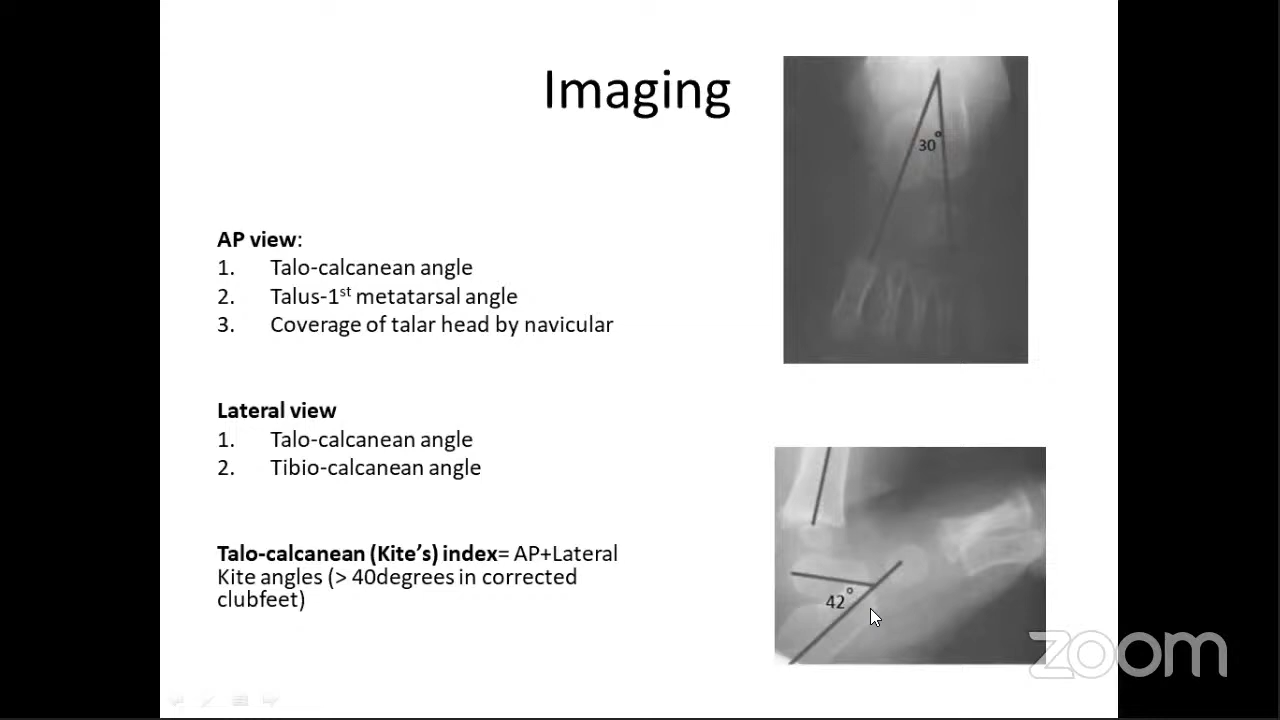 Imaging
30°
AP view:
1. Talo-calcanean angle
2. Talus-1st metatarsal angle
3. Coverage of talar head by navicular
Lateral view
1. Talo-calcanean angle
2. Tibio-calcanean angle
Talo-calcanean (Kite's) index= AP+Lateral
Kite angles (> 40degrees in corrected
clubfeet)
42°
zoom